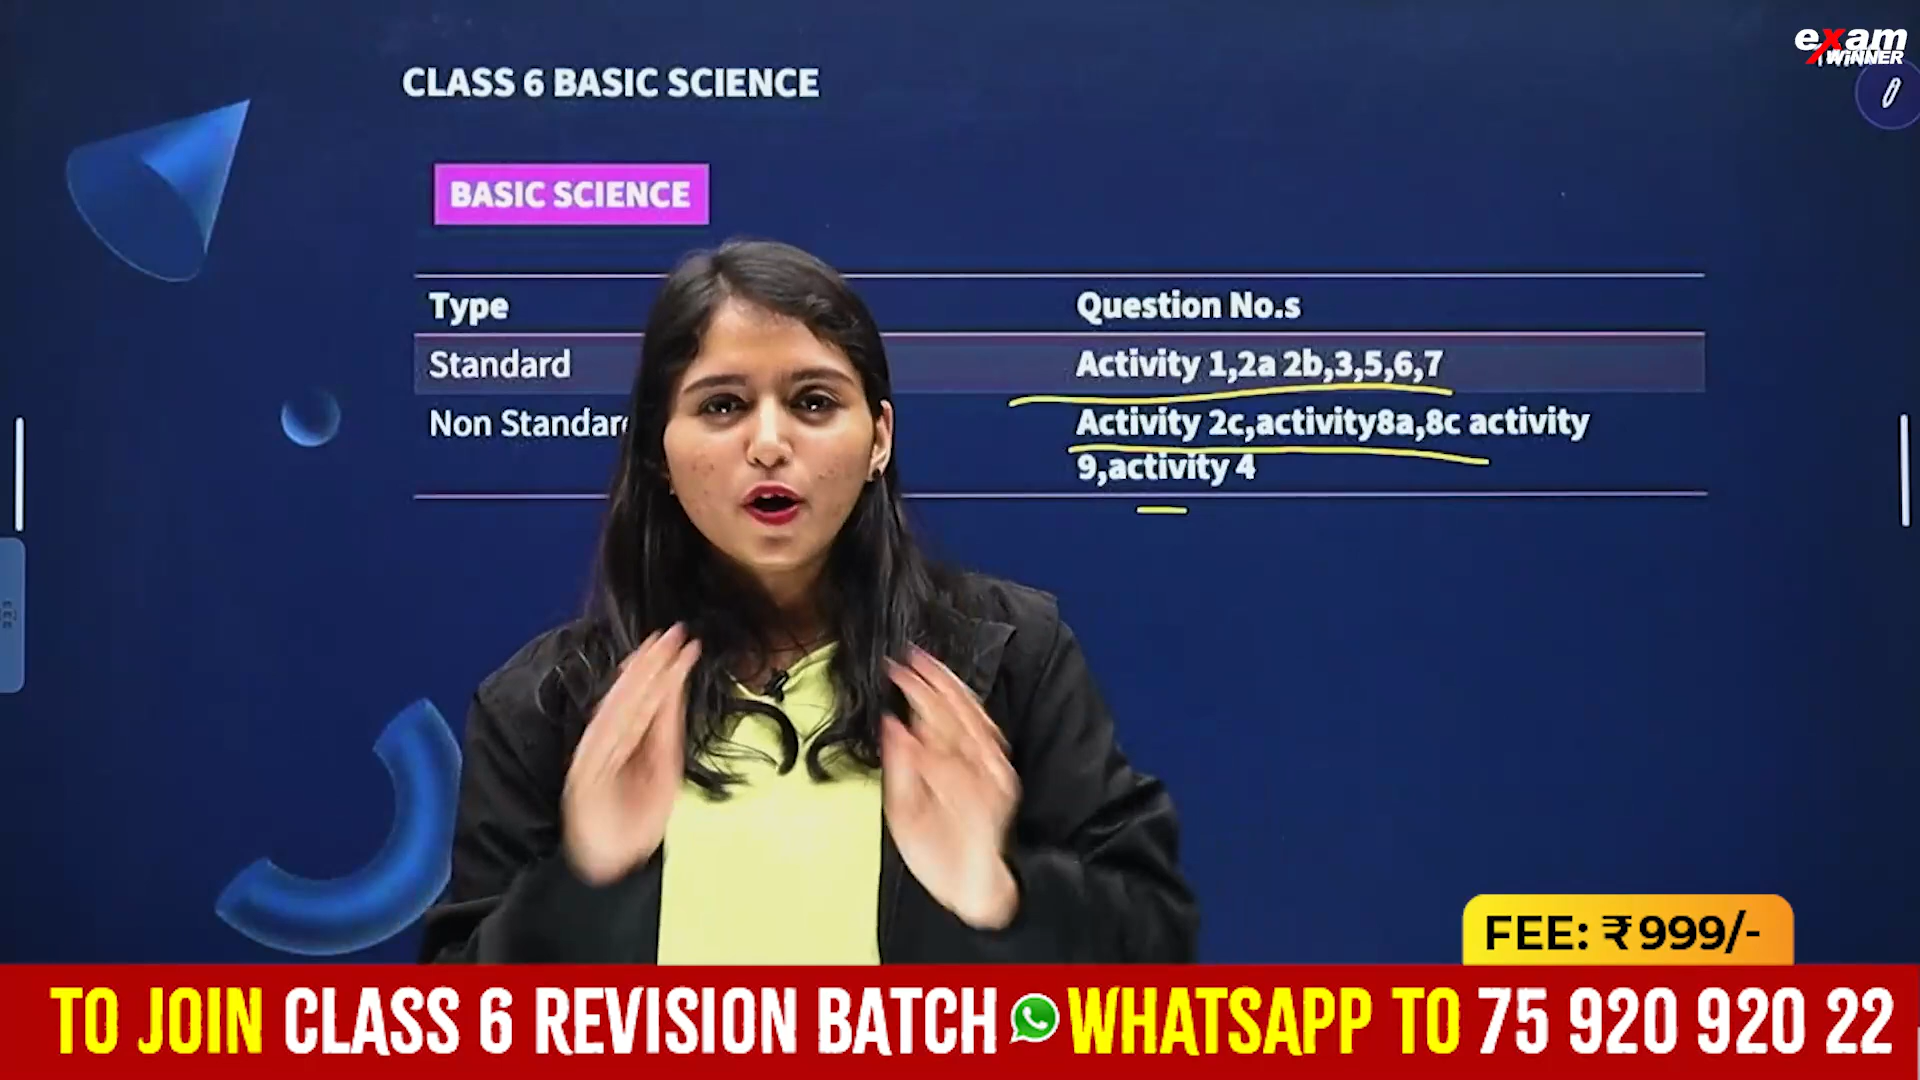 exam
WINNER
CLASS 6 BASIC SCIENCE
BASIC SCIENCE
Type Question No.s
Standard Activity 1,2a 2b,3,5,6,7
Non Standard Activity 2c,activity8a,8c activity
9,activity 4
FEE: ₹999/-
TO JOIN CLASS 6 REVISION BATCH WHATSAPP TO 75 920 920 22